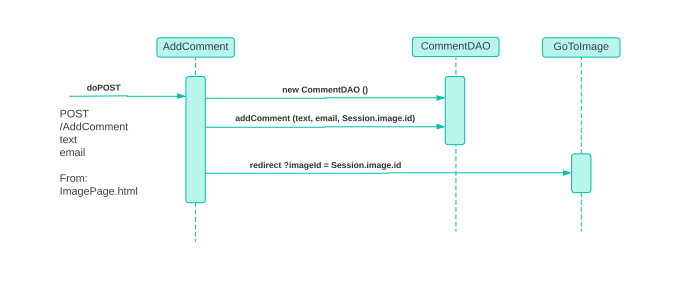 AddComment
CommentDAO
GoToImage
doPOST
new CommentDAO ()
addComment (text, email, Session.image.id)
POST
/AddComment
text
email
From:
ImagePage.html
redirect ?imageId = Session.image.id